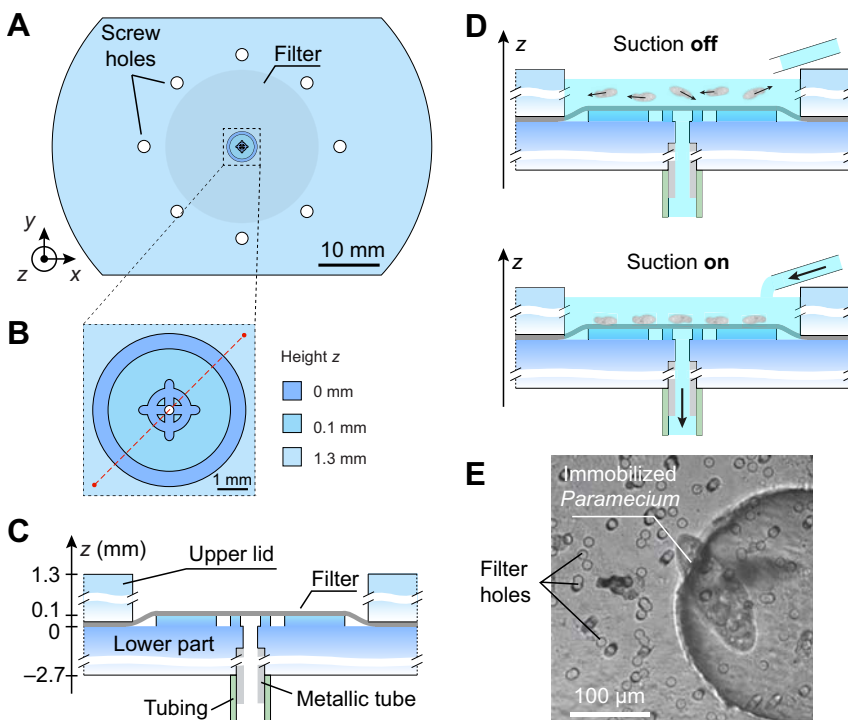 A
Screw
holes
Filter
y
z
x
10 mm
B
Height z
0 mm
0.1 mm
1.3 mm
1 mm
C
z (mm)
1.3
0.1
0
–2.7
Upper lid
Filter
Lower part
Tubing
Metallic tube
D
z
Suction off
z
Suction on
E
Immobilized
Paramecium
Filter
holes
100 µm